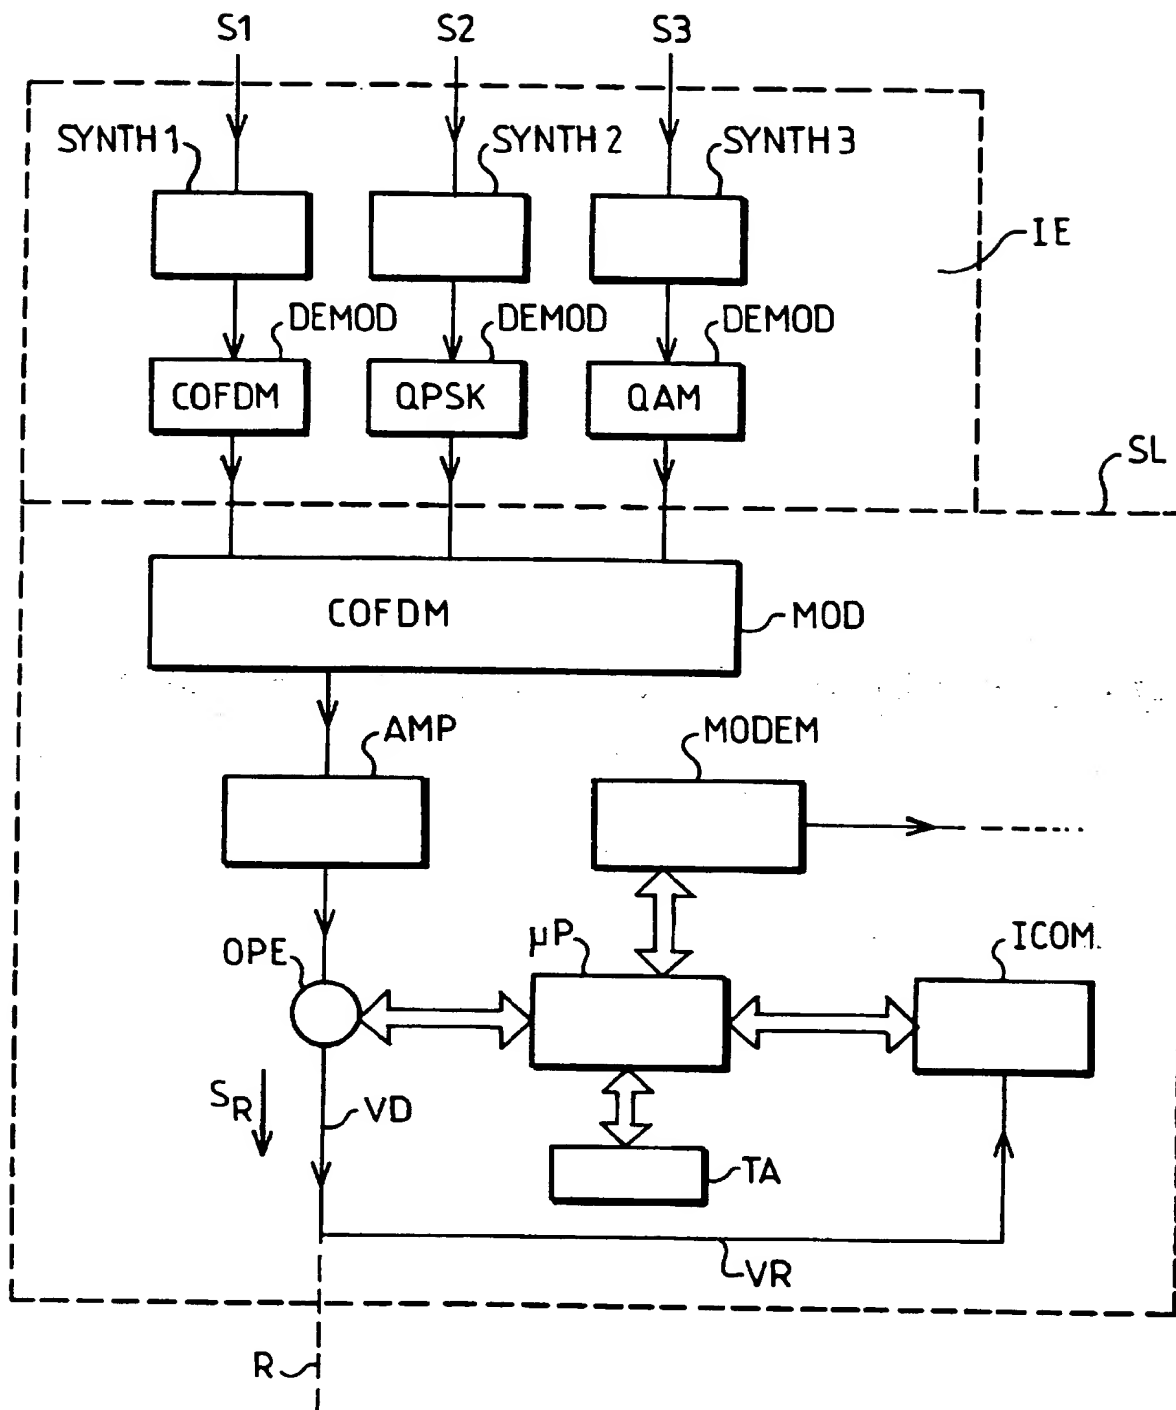 S1 S2 S3
SYNTH 1 SYNTH 2 SYNTH 3
IE
DEMOD DEMOD DEMOD
COFDM QPSK QAM
SL
COFDM
MOD
AMP MODEM
OPE µP ICOM.
SR VD
TA
VR
R